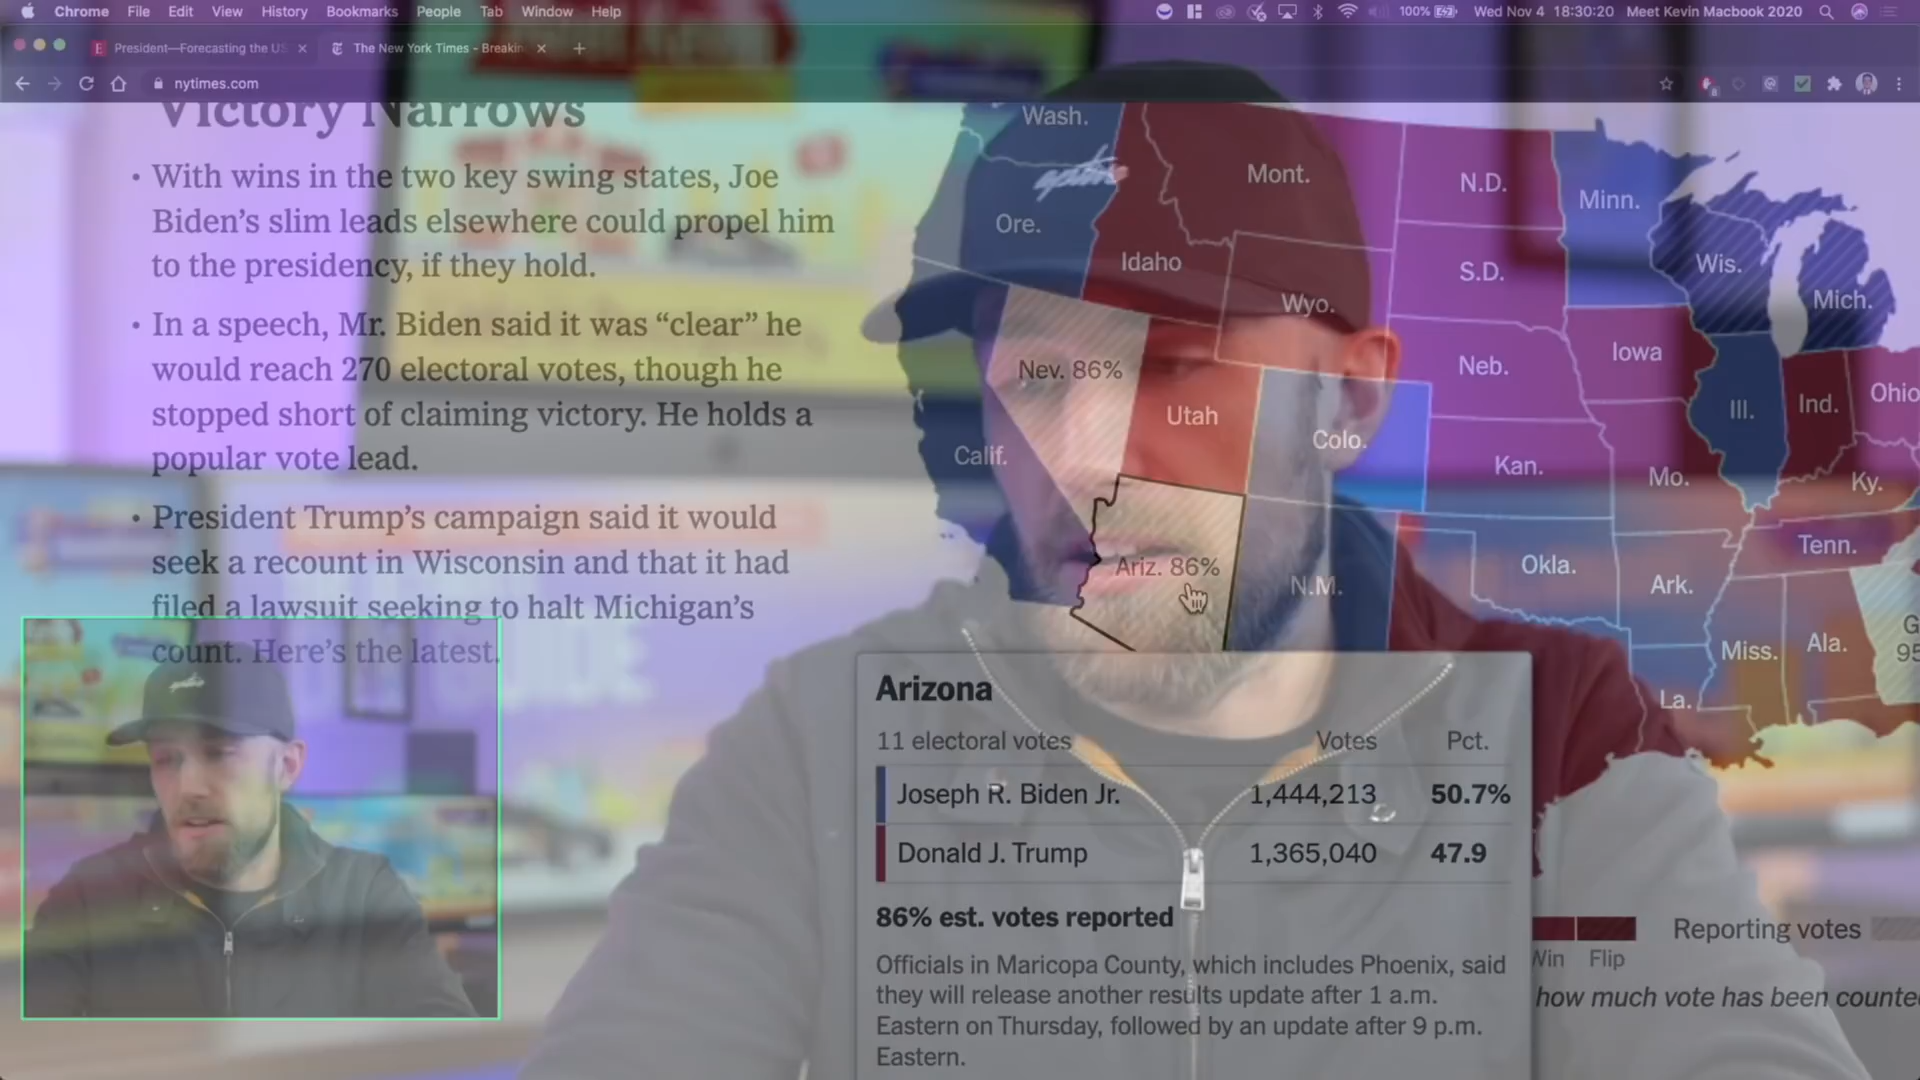 Chrome File Edit View History Bookmarks People Tab Window Help
100% Wed Nov 4 18:30:20 Meet Kevin Macbook 2020
President—Forecasting the US
The New York Times - Breakin
nytimes.com
Victory Narrows
• With wins in the two key swing states, Joe
Biden’s slim leads elsewhere could propel him
to the presidency, if they hold.
• In a speech, Mr. Biden said it was “clear” he
would reach 270 electoral votes, though he
stopped short of claiming victory. He holds a
popular vote lead.
• President Trump’s campaign said it would
seek a recount in Wisconsin and that it had
filed a lawsuit seeking to halt Michigan’s
count. Here’s the latest.
Wash.
Mont.
N.D.
Minn.
Ore.
Idaho
S.D.
Wis.
Wyo.
Mich.
Nev. 86%
Neb.
Iowa
Utah
Colo.
Ill.
Ind.
Ohio
Calif.
Kan.
Mo.
Ky.
Ariz. 86%
N.M.
Okla.
Ark.
Tenn.
Miss.
Ala.
G
95
La.
Arizona
11 electoral votes Votes Pct.
Joseph R. Biden Jr. 1,444,213 50.7%
Donald J. Trump 1,365,040 47.9
86% est. votes reported
Officials in Maricopa County, which includes Phoenix, said
they will release another results update after 1 a.m.
Eastern on Thursday, followed by an update after 9 p.m.
Eastern.
Win Flip
Reporting votes
how much vote has been counte